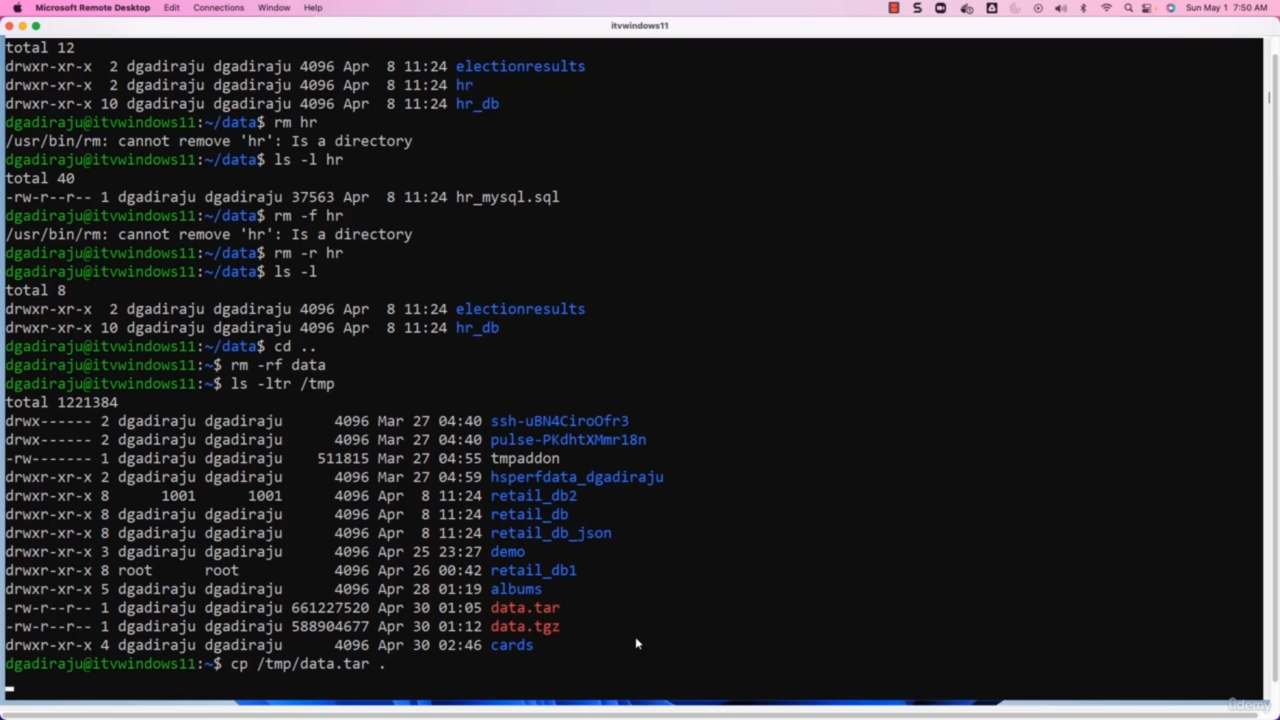 Microsoft Remote Desktop Edit Connections Window Help Sun May 1 7:50 AM
itvwindows11
total 12
drwxr-xr-x  2 dgadiraju dgadiraju 4096 Apr  8 11:24 electionresults
drwxr-xr-x  2 dgadiraju dgadiraju 4096 Apr  8 11:24 hr
drwxr-xr-x 10 dgadiraju dgadiraju 4096 Apr  8 11:24 hr_db
dgadiraju@itvwindows11:~/data$ rm hr
/usr/bin/rm: cannot remove 'hr': Is a directory
dgadiraju@itvwindows11:~/data$ ls -l hr
total 40
-rw-r--r-- 1 dgadiraju dgadiraju 37563 Apr  8 11:24 hr_mysql.sql
dgadiraju@itvwindows11:~/data$ rm -f hr
/usr/bin/rm: cannot remove 'hr': Is a directory
dgadiraju@itvwindows11:~/data$ rm -r hr
dgadiraju@itvwindows11:~/data$ ls -l
total 8
drwxr-xr-x  2 dgadiraju dgadiraju 4096 Apr  8 11:24 electionresults
drwxr-xr-x 10 dgadiraju dgadiraju 4096 Apr  8 11:24 hr_db
dgadiraju@itvwindows11:~/data$ cd ..
dgadiraju@itvwindows11:~$ rm -rf data
dgadiraju@itvwindows11:~$ ls -ltr /tmp
total 1221384
drwx------ 2 dgadiraju dgadiraju      4096 Mar 27 04:40 ssh-uBN4CiroOfr3
drwx------ 2 dgadiraju dgadiraju      4096 Mar 27 04:40 pulse-PKdhtXMmr18n
-rw------- 1 dgadiraju dgadiraju    511815 Mar 27 04:55 tmpaddon
drwxr-xr-x 2 dgadiraju dgadiraju      4096 Mar 27 04:59 hsperfdata_dgadiraju
drwxr-xr-x 8      1001      1001      4096 Apr  8 11:24 retail_db2
drwxr-xr-x 8 dgadiraju dgadiraju      4096 Apr  8 11:24 retail_db
drwxr-xr-x 8 dgadiraju dgadiraju      4096 Apr  8 11:24 retail_db_json
drwxr-xr-x 3 dgadiraju dgadiraju      4096 Apr 25 23:27 demo
drwxr-xr-x 8 root      root           4096 Apr 26 00:42 retail_db1
drwxr-xr-x 5 dgadiraju dgadiraju      4096 Apr 28 01:19 albums
-rw-r--r-- 1 dgadiraju dgadiraju 661227520 Apr 30 01:05 data.tar
-rw-r--r-- 1 dgadiraju dgadiraju 588904677 Apr 30 01:12 data.tgz
drwxr-xr-x 4 dgadiraju dgadiraju      4096 Apr 30 02:46 cards
dgadiraju@itvwindows11:~$ cp /tmp/data.tar .
Udemy